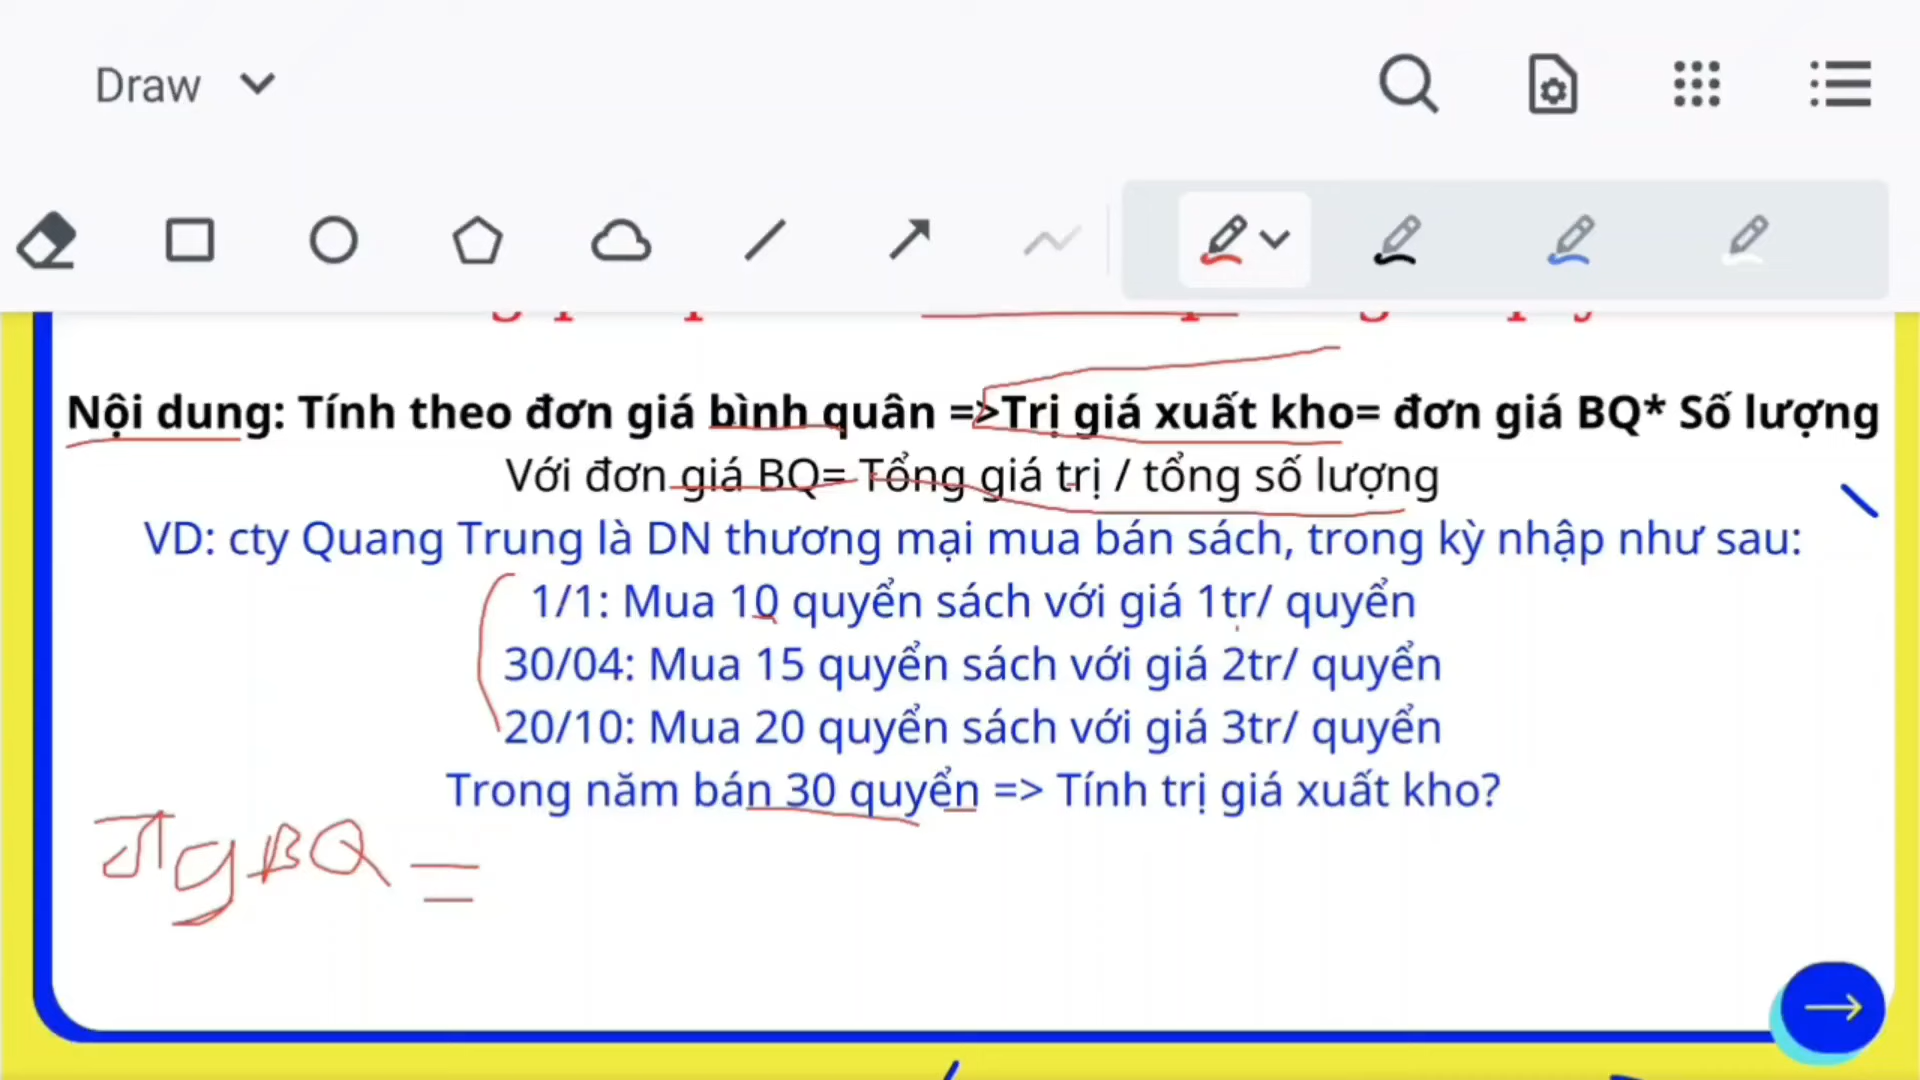 Draw
Nội dung: Tính theo đơn giá bình quân =>Trị giá xuất kho= đơn giá BQ* Số lượng
Với đơn giá BQ= Tổng giá trị / tổng số lượng
VD: cty Quang Trung là DN thương mại mua bán sách, trong kỳ nhập như sau:
1/1: Mua 10 quyển sách với giá 1tr/ quyển
30/04: Mua 15 quyển sách với giá 2tr/ quyển
20/10: Mua 20 quyển sách với giá 3tr/ quyển
Trong năm bán 30 quyển => Tính trị giá xuất kho?
BQ =